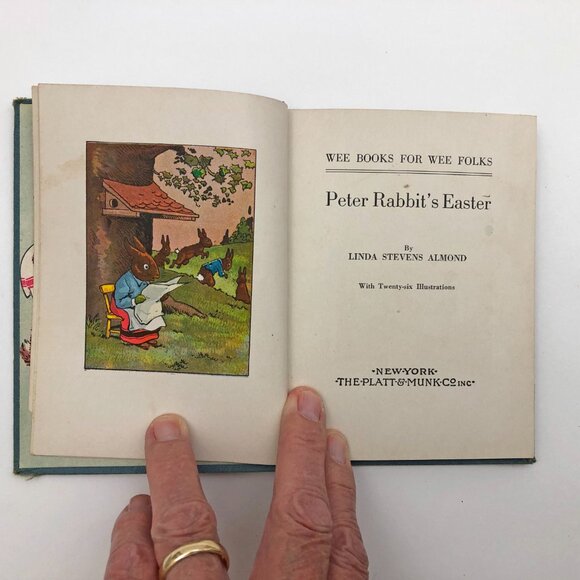 WEE BOOKS FOR WEE FOLKS
Peter Rabbit's Easter
By
LINDA STEVENS ALMOND
With Twenty-six Illustrations
·NEW·YORK·
·THE·PLATT·&·MUNK·CO INC·